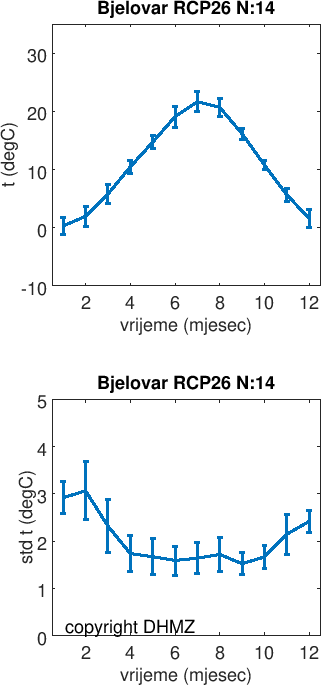 Bjelovar RCP26 N:14
30
20
10
0
-10
t (degC)
2 4 6 8 10 12
vrijeme (mjesec)
Bjelovar RCP26 N:14
5
4
3
2
1
0
std t (degC)
copyright DHMZ
2 4 6 8 10 12
vrijeme (mjesec)